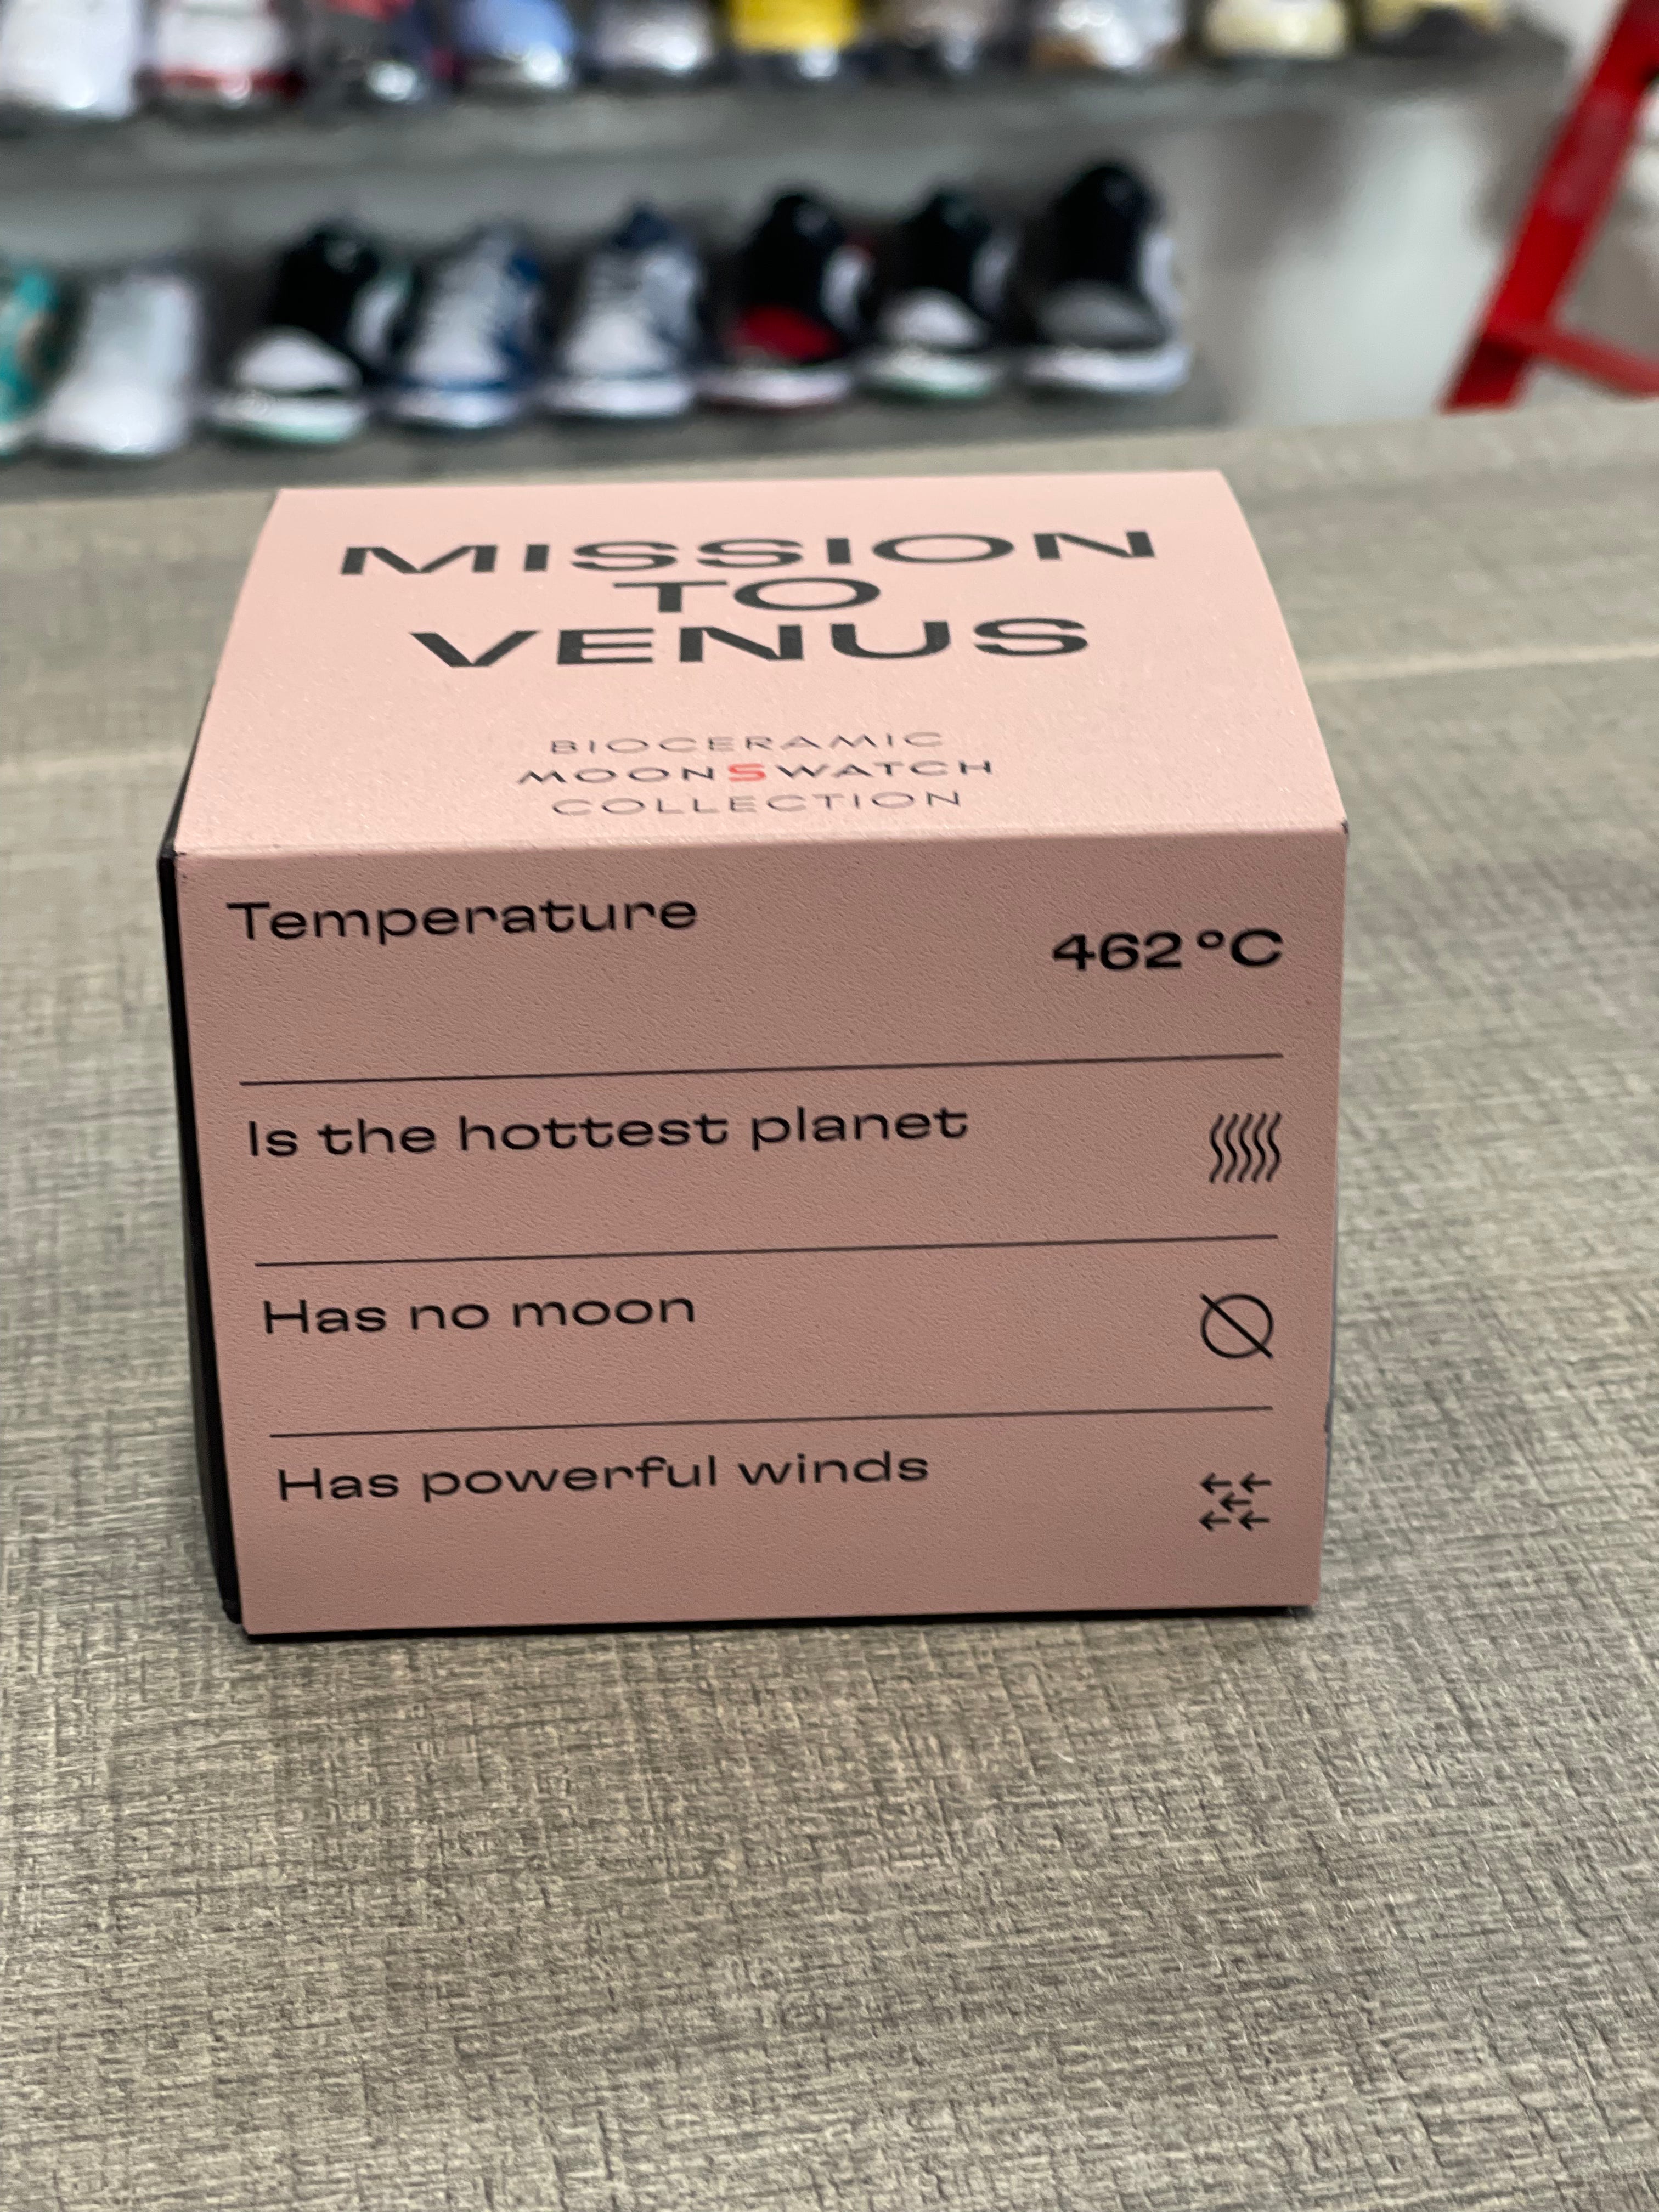 MISSION
TO
VENUS
BIOCERAMIC
MOONSWATCH
COLLECTION
Temperature
462°C
Is the hottest planet
Has no moon
Has powerful winds